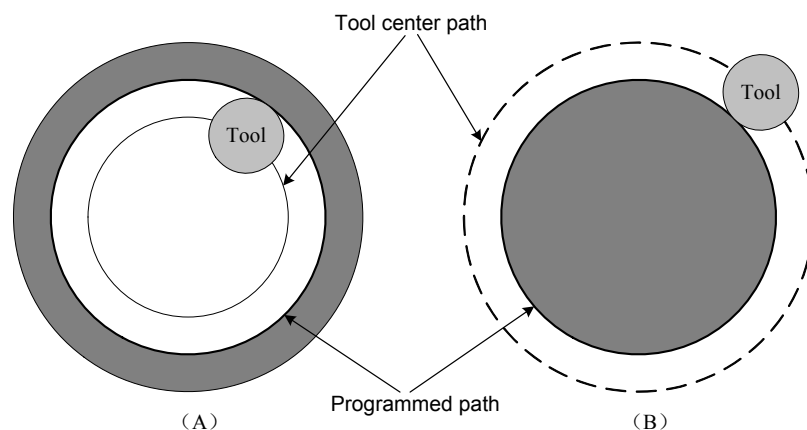 Tool center path
Tool
Tool
Programmed path
（A）
（B）